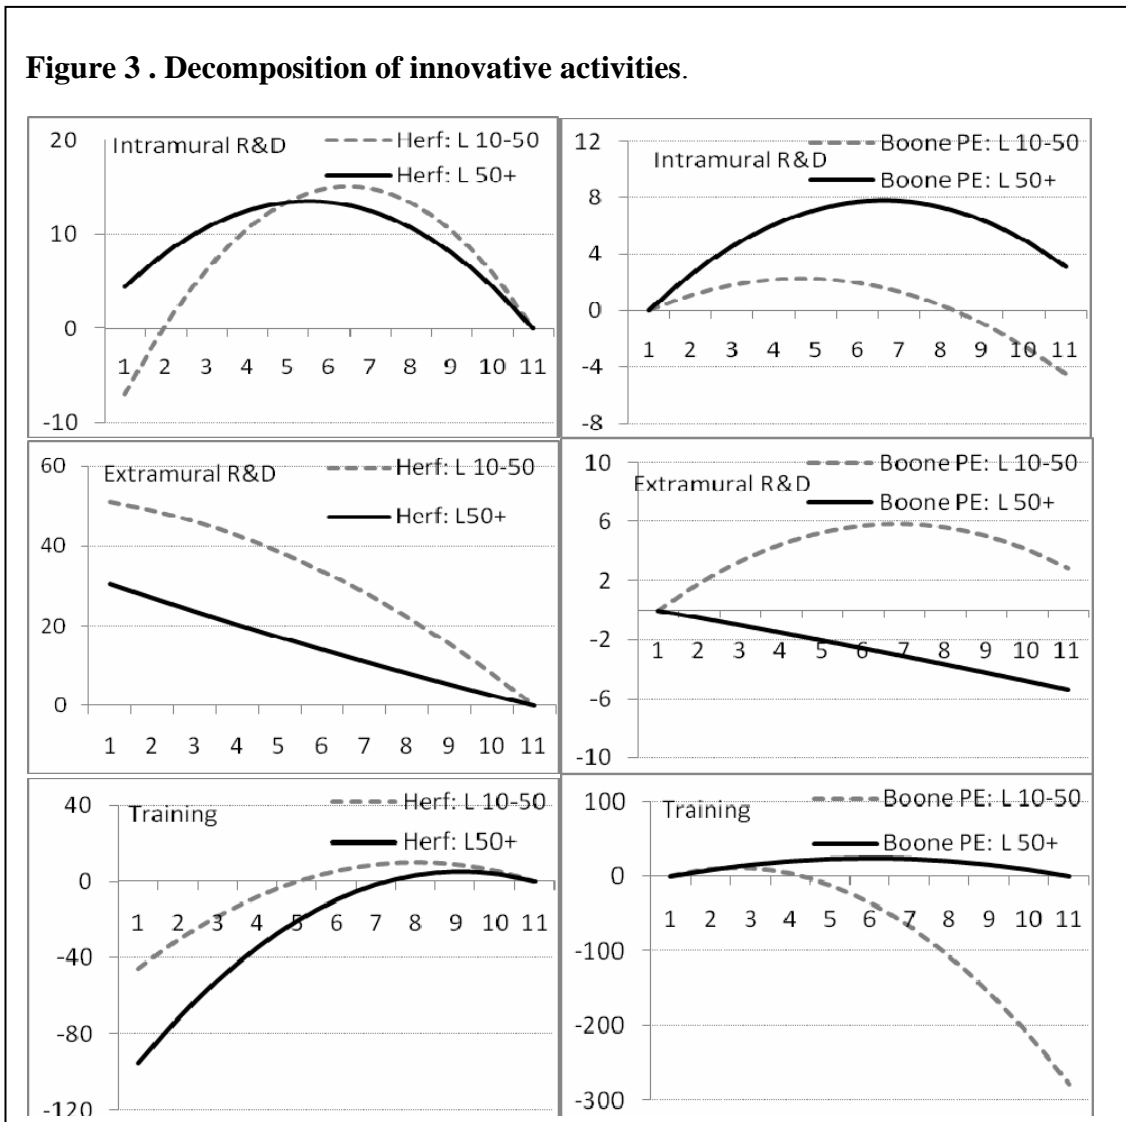 Figure 3 . Decomposition of innovative activities.
20
10
0
-10
Intramural R&D
Herf: L 10-50
Herf: L 50+
1 2 3 4 5 6 7 8 9 10 11
12
8
4
0
-4
-8
Intramural R&D
Boone PE: L 10-50
Boone PE: L 50+
1 2 3 4 5 6 7 8 9 10 11
60
40
20
0
Extramural R&D
Herf: L 10-50
Herf: L50+
1 2 3 4 5 6 7 8 9 10 11
10
6
2
-2
-6
-10
Extramural R&D
Boone PE: L 10-50
Boone PE: L 50+
1 2 3 4 5 6 7 8 9 10 11
40
0
-40
-80
-120
Training
Herf: L 10-50
Herf: L50+
1 2 3 4 5 6 7 8 9 10 11
100
0
-100
-200
-300
Training
Boone PE: L 10-50
Boone PE: L 50+
1 2 3 4 5 6 7 8 9 10 11